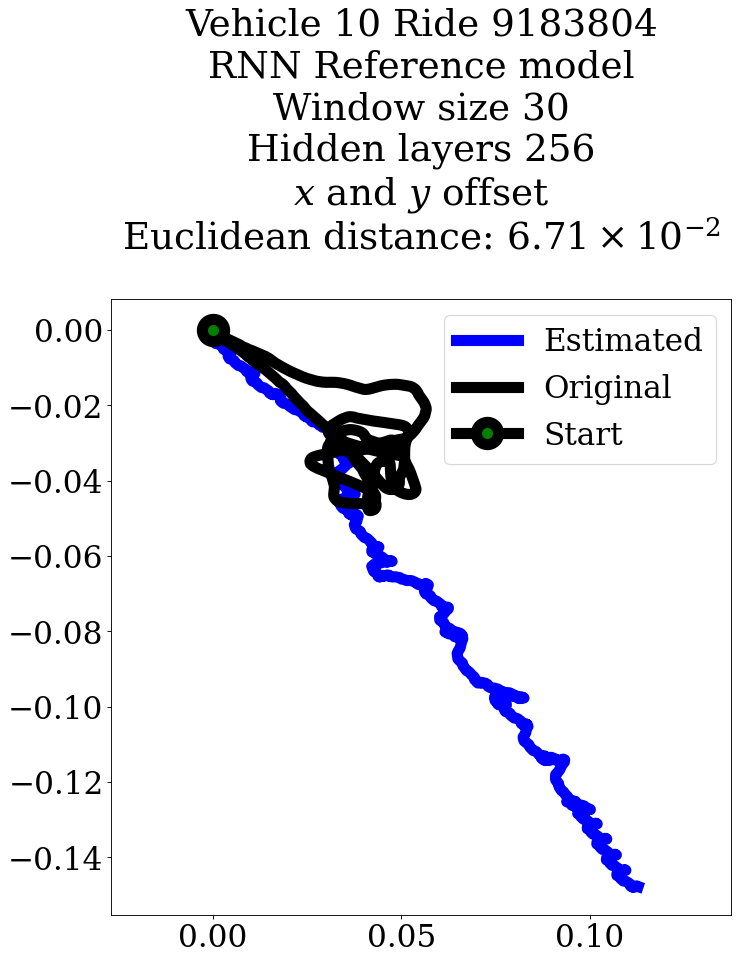 Vehicle 10 Ride 9183804
RNN Reference model
Window size 30
Hidden layers 256
x and y offset
Euclidean distance: 6.71 × 10⁻²
Estimated
Original
Start
0.00
−0.02
−0.04
−0.06
−0.08
−0.10
−0.12
−0.14
0.00 0.05 0.10